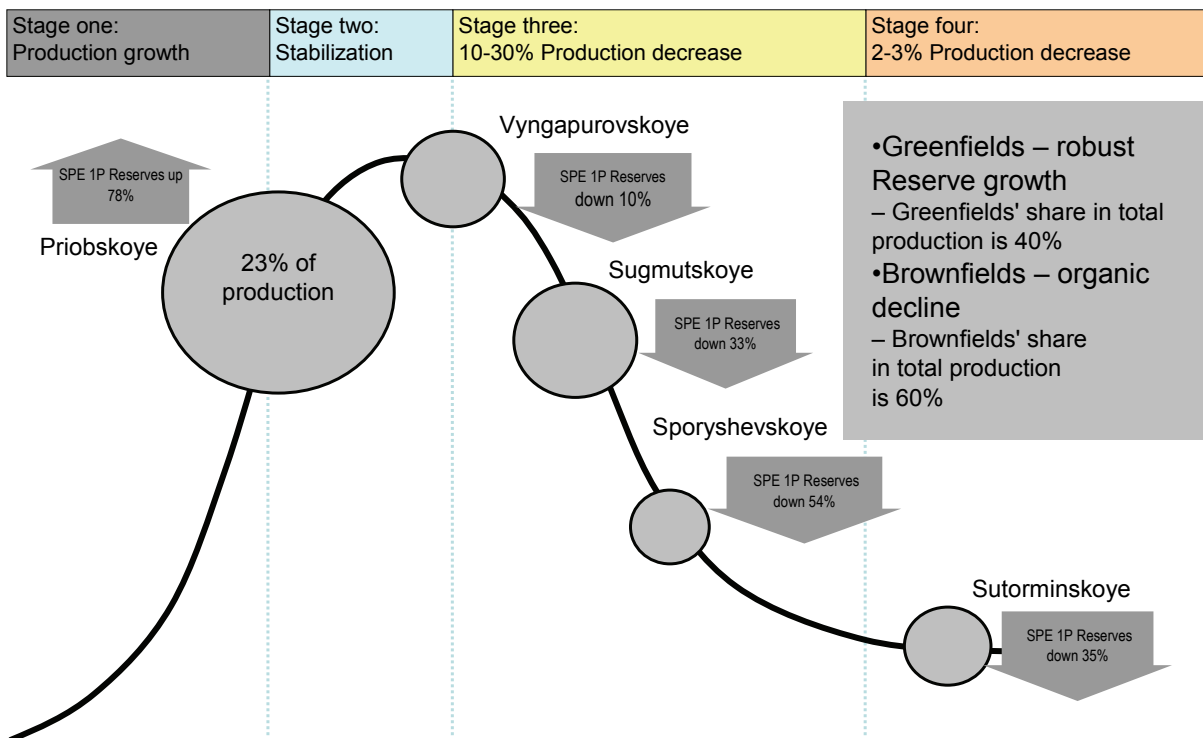 Stage one:
Production growth
Stage two:
Stabilization
Stage three:
10-30% Production decrease
Stage four:
2-3% Production decrease
SPE 1P Reserves up
78%
Priobskoye
23% of
production
Vyngapurovskoye
SPE 1P Reserves
down 10%
Sugmutskoye
SPE 1P Reserves
down 33%
Sporyshevskoye
SPE 1P Reserves
down 54%
Sutorminskoye
SPE 1P Reserves
down 35%
•Greenfields – robust
Reserve growth
– Greenfields' share in total
production is 40%
•Brownfields – organic
decline
– Brownfields' share
in total production
is 60%